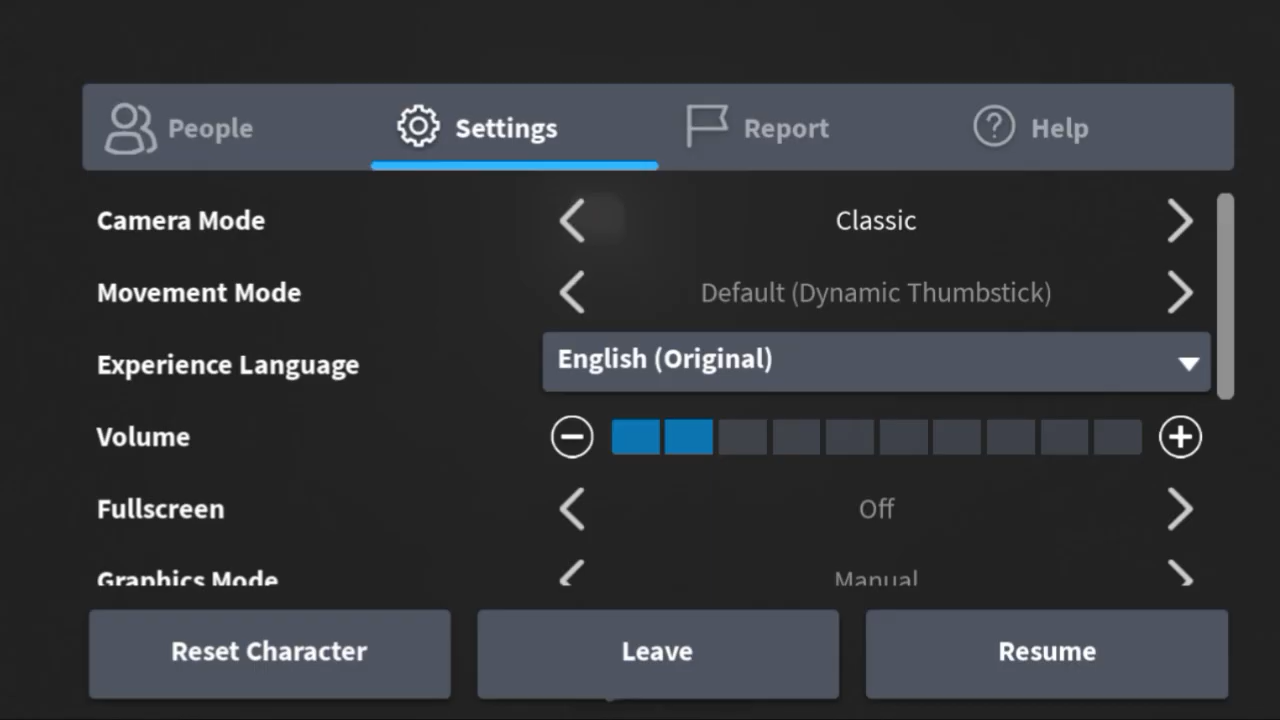 People
Settings
Report
Help
Camera Mode
Classic
Movement Mode
Default (Dynamic Thumbstick)
Experience Language
English (Original)
Volume
Fullscreen
Off
Graphics Mode
Manual
Reset Character
Leave
Resume